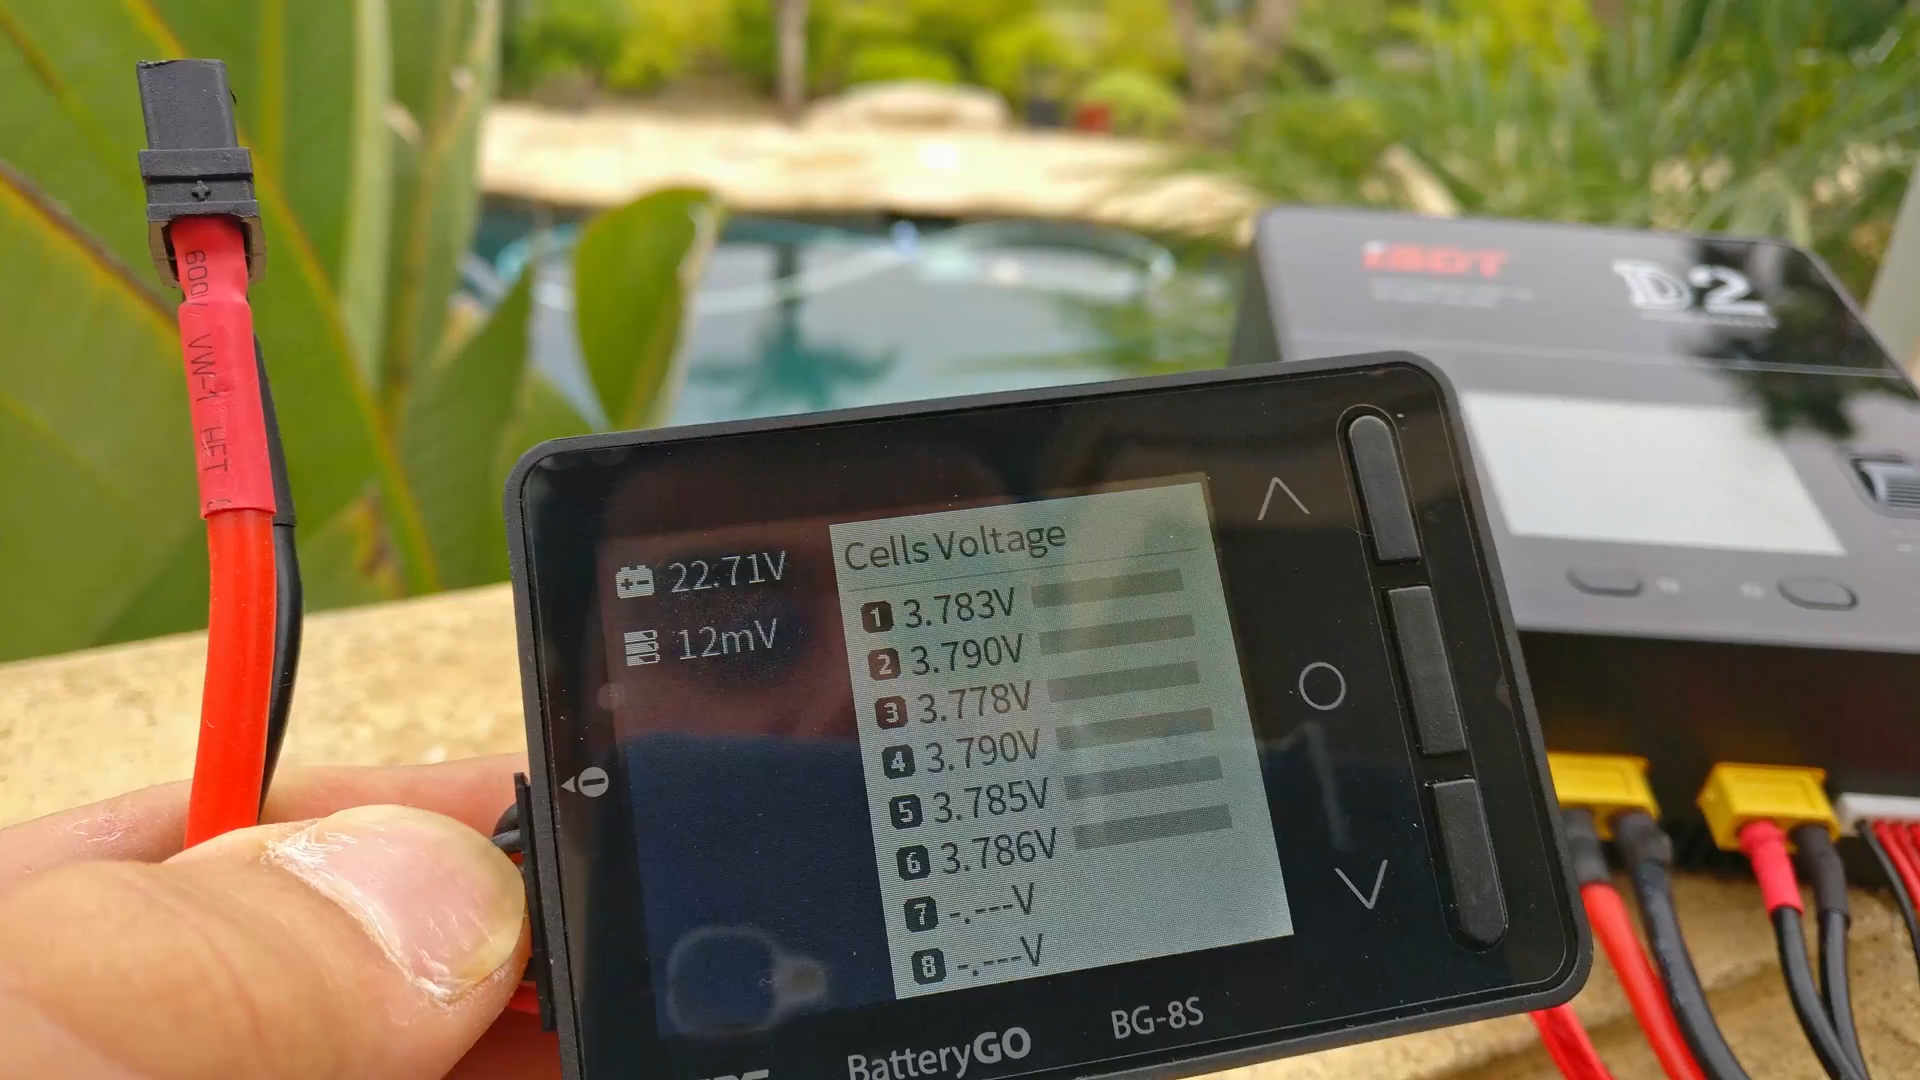 iSDT
D2
600V
VW-1
Cells Voltage
22.71V
12mV
1 3.783V
2 3.790V
3 3.778V
4 3.790V
5 3.785V
6 3.786V
7 -.---V
8 -.---V
BatteryGO
BG-8S